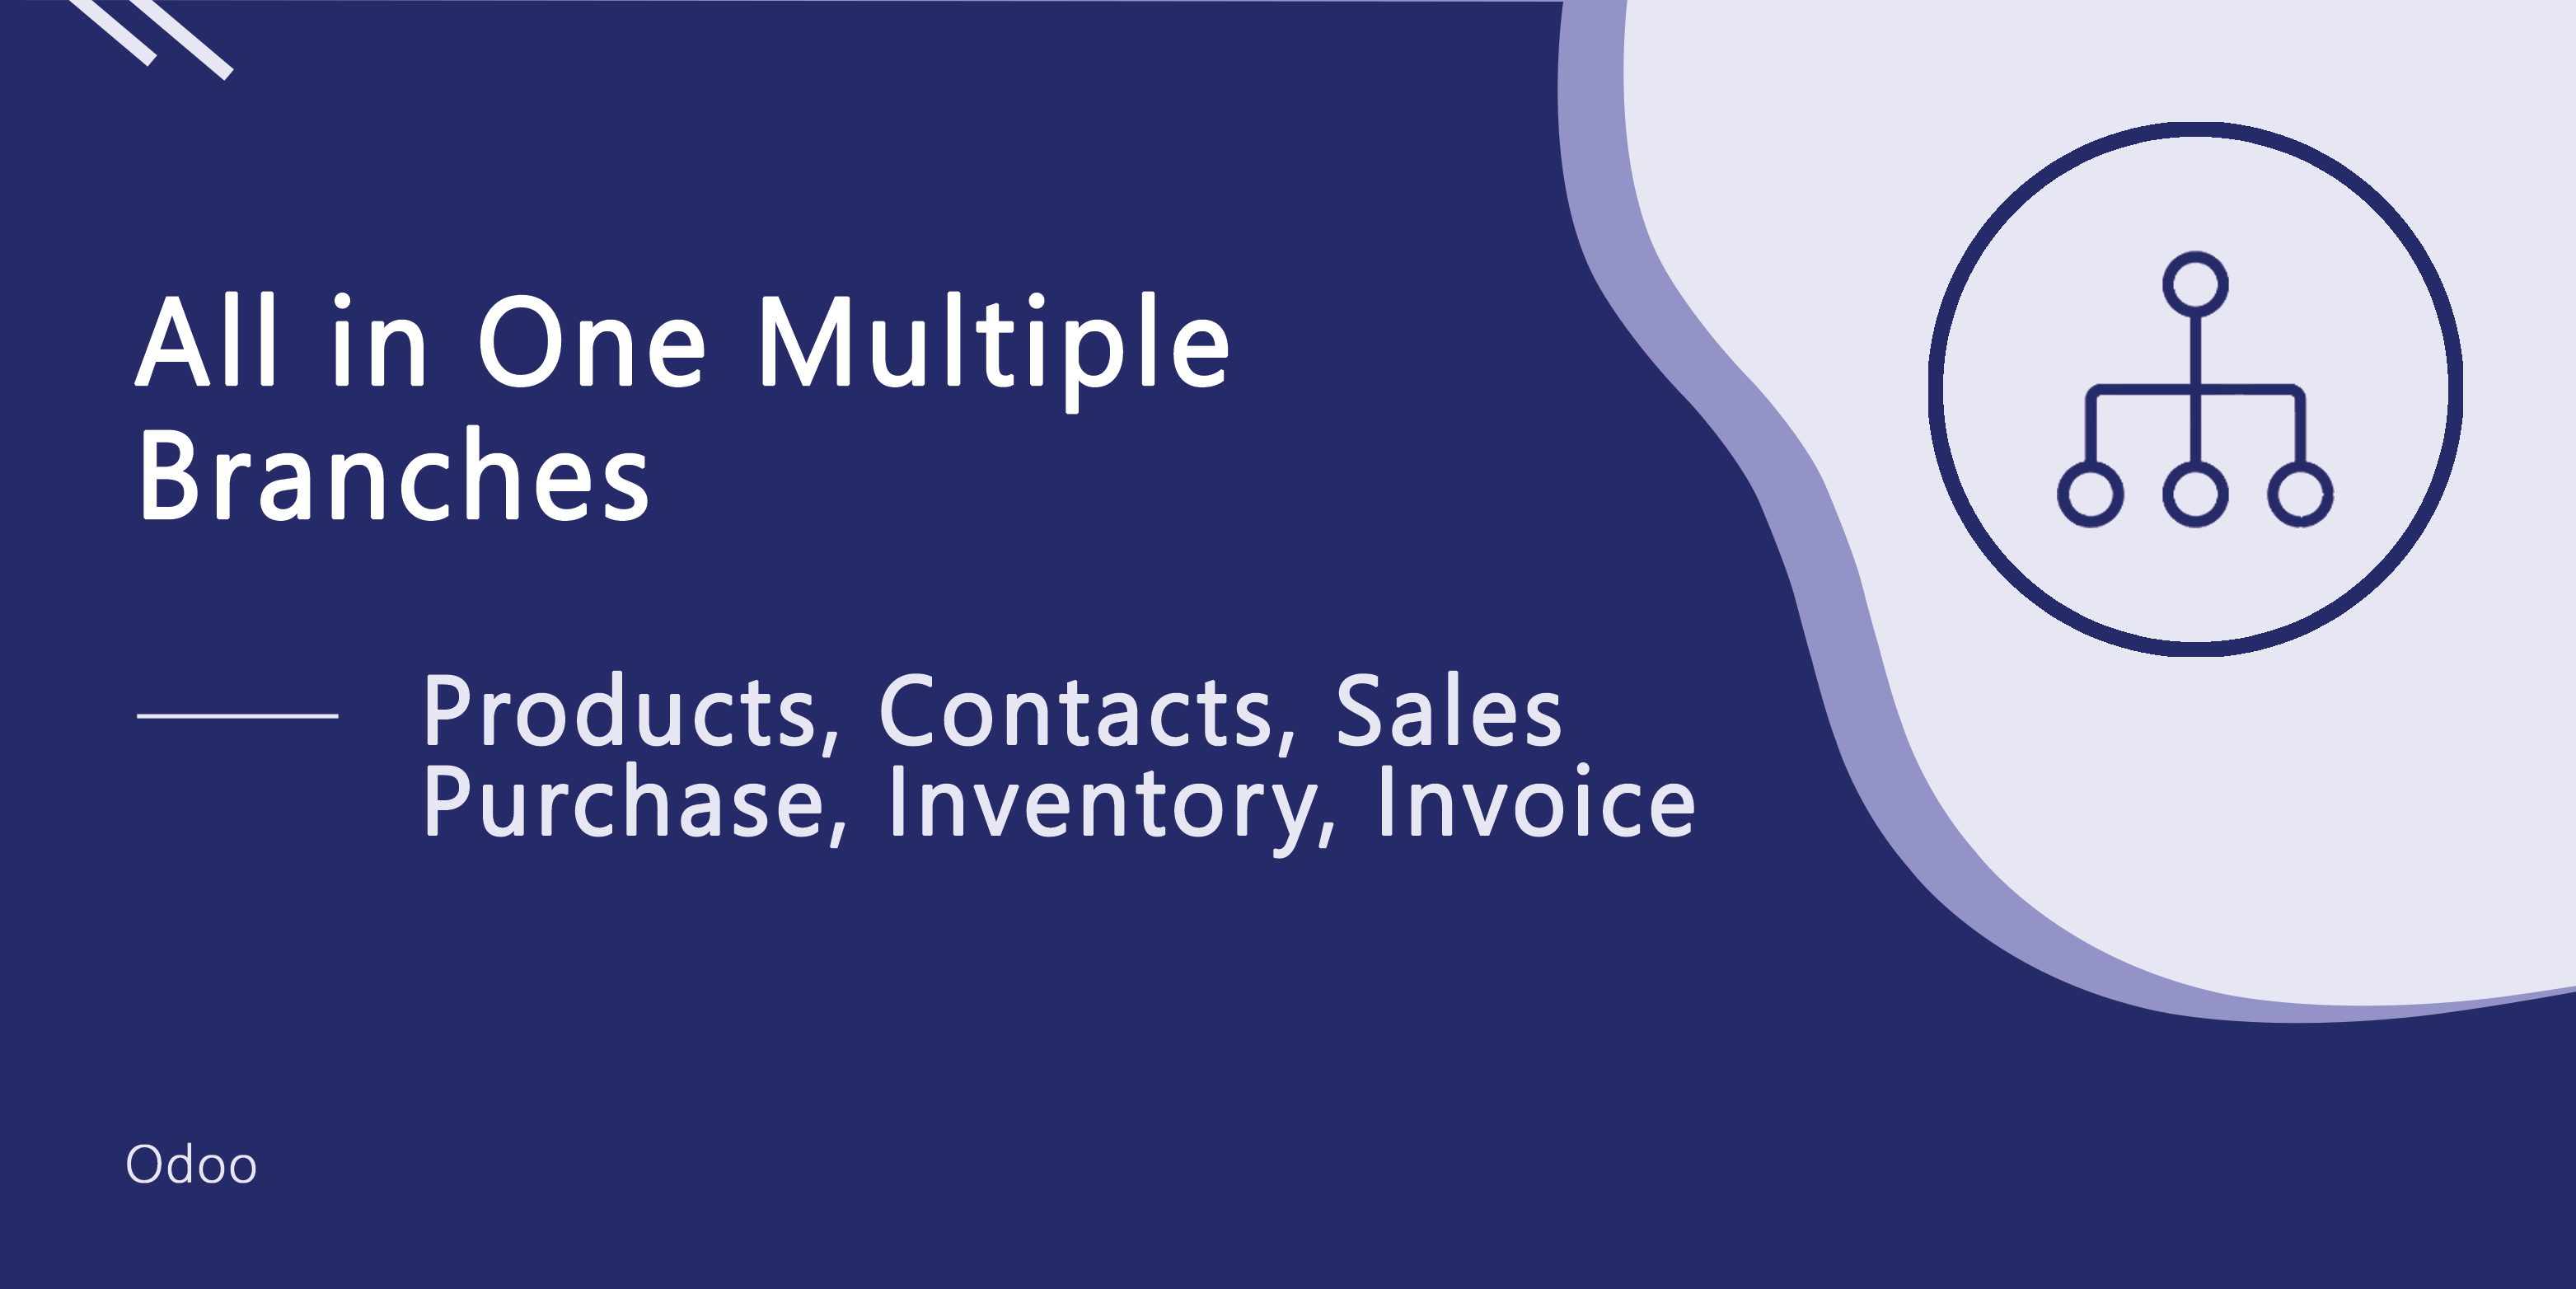 All in One Multiple
Branches
Products, Contacts, Sales
Purchase, Inventory, Invoice
Odoo